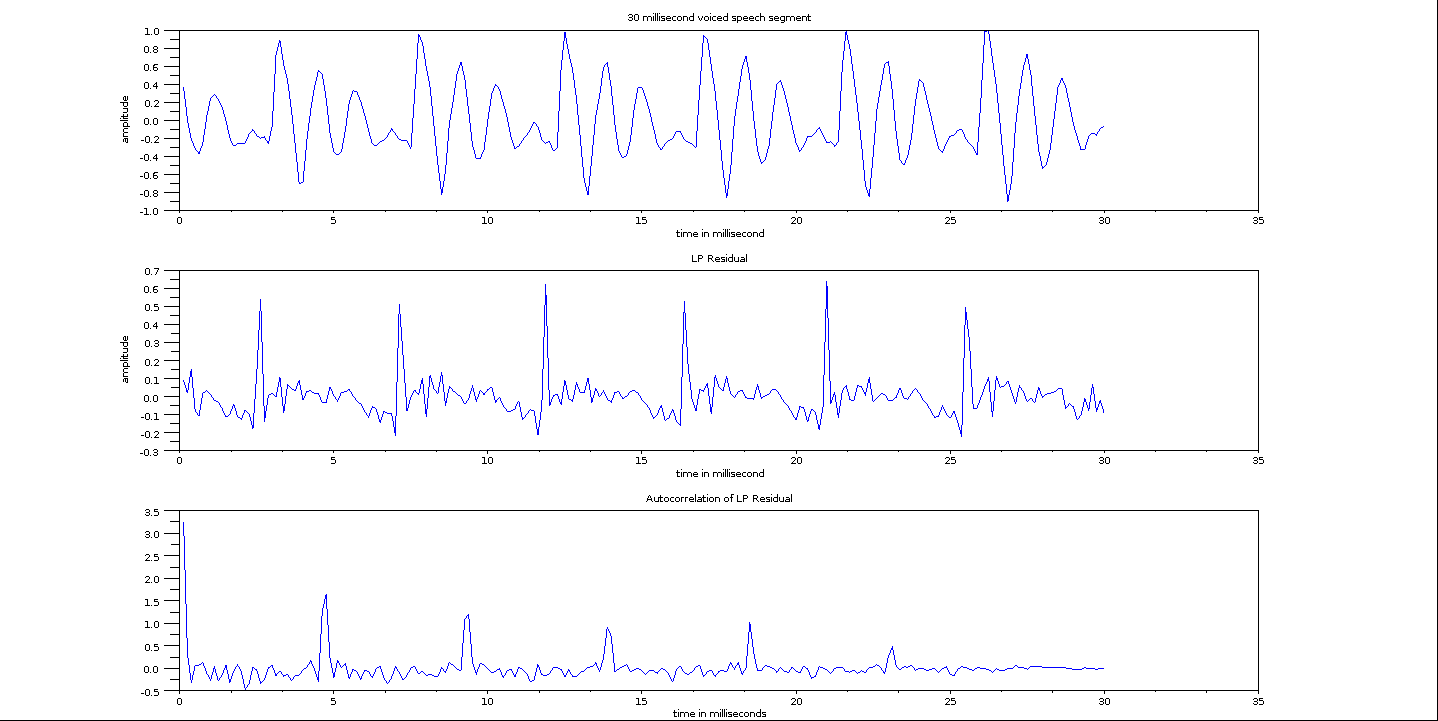 30 millisecond voiced speech segment
1.0
0.8
0.6
0.4
0.2
0.0
-0.2
-0.4
-0.6
-0.8
-1.0
amplitude
0 5 10 15 20 25 30 35
time in millisecond
LP Residual
0.7
0.6
0.5
0.4
0.3
0.2
0.1
0.0
-0.1
-0.2
-0.3
amplitude
0 5 10 15 20 25 30 35
time in millisecond
Autocorrelation of LP Residual
3.5
3.0
2.5
2.0
1.5
1.0
0.5
0.0
-0.5
0 5 10 15 20 25 30 35
time in milliseconds